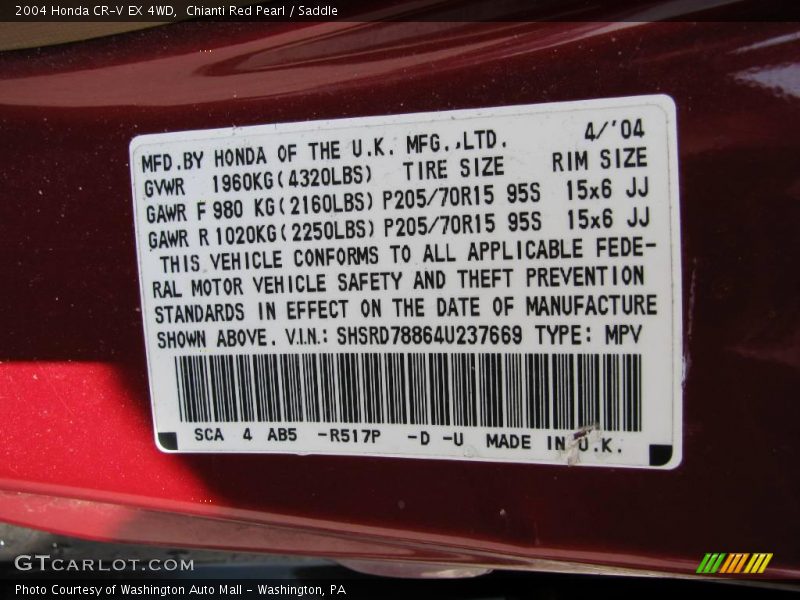 2004 Honda CR-V EX 4WD,  Chianti Red Pearl / Saddle
4/'04
MFD.BY HONDA OF THE U.K. MFG.,LTD.
GVWR 1960KG(4320LBS) TIRE SIZE RIM SIZE
GAWR F 980 KG(2160LBS) P205/70R15 95S 15x6 JJ
GAWR R 1020KG(2250LBS) P205/70R15 95S 15x6 JJ
THIS VEHICLE CONFORMS TO ALL APPLICABLE FEDE-
RAL MOTOR VEHICLE SAFETY AND THEFT PREVENTION
STANDARDS IN EFFECT ON THE DATE OF MANUFACTURE
SHOWN ABOVE. V.I.N.: SHSRD78864U237669 TYPE: MPV
SCA 4 AB5 -R517P -D -U MADE IN U.K.
GTCARLOT.COM
Photo Courtesy of Washington Auto Mall - Washington, PA